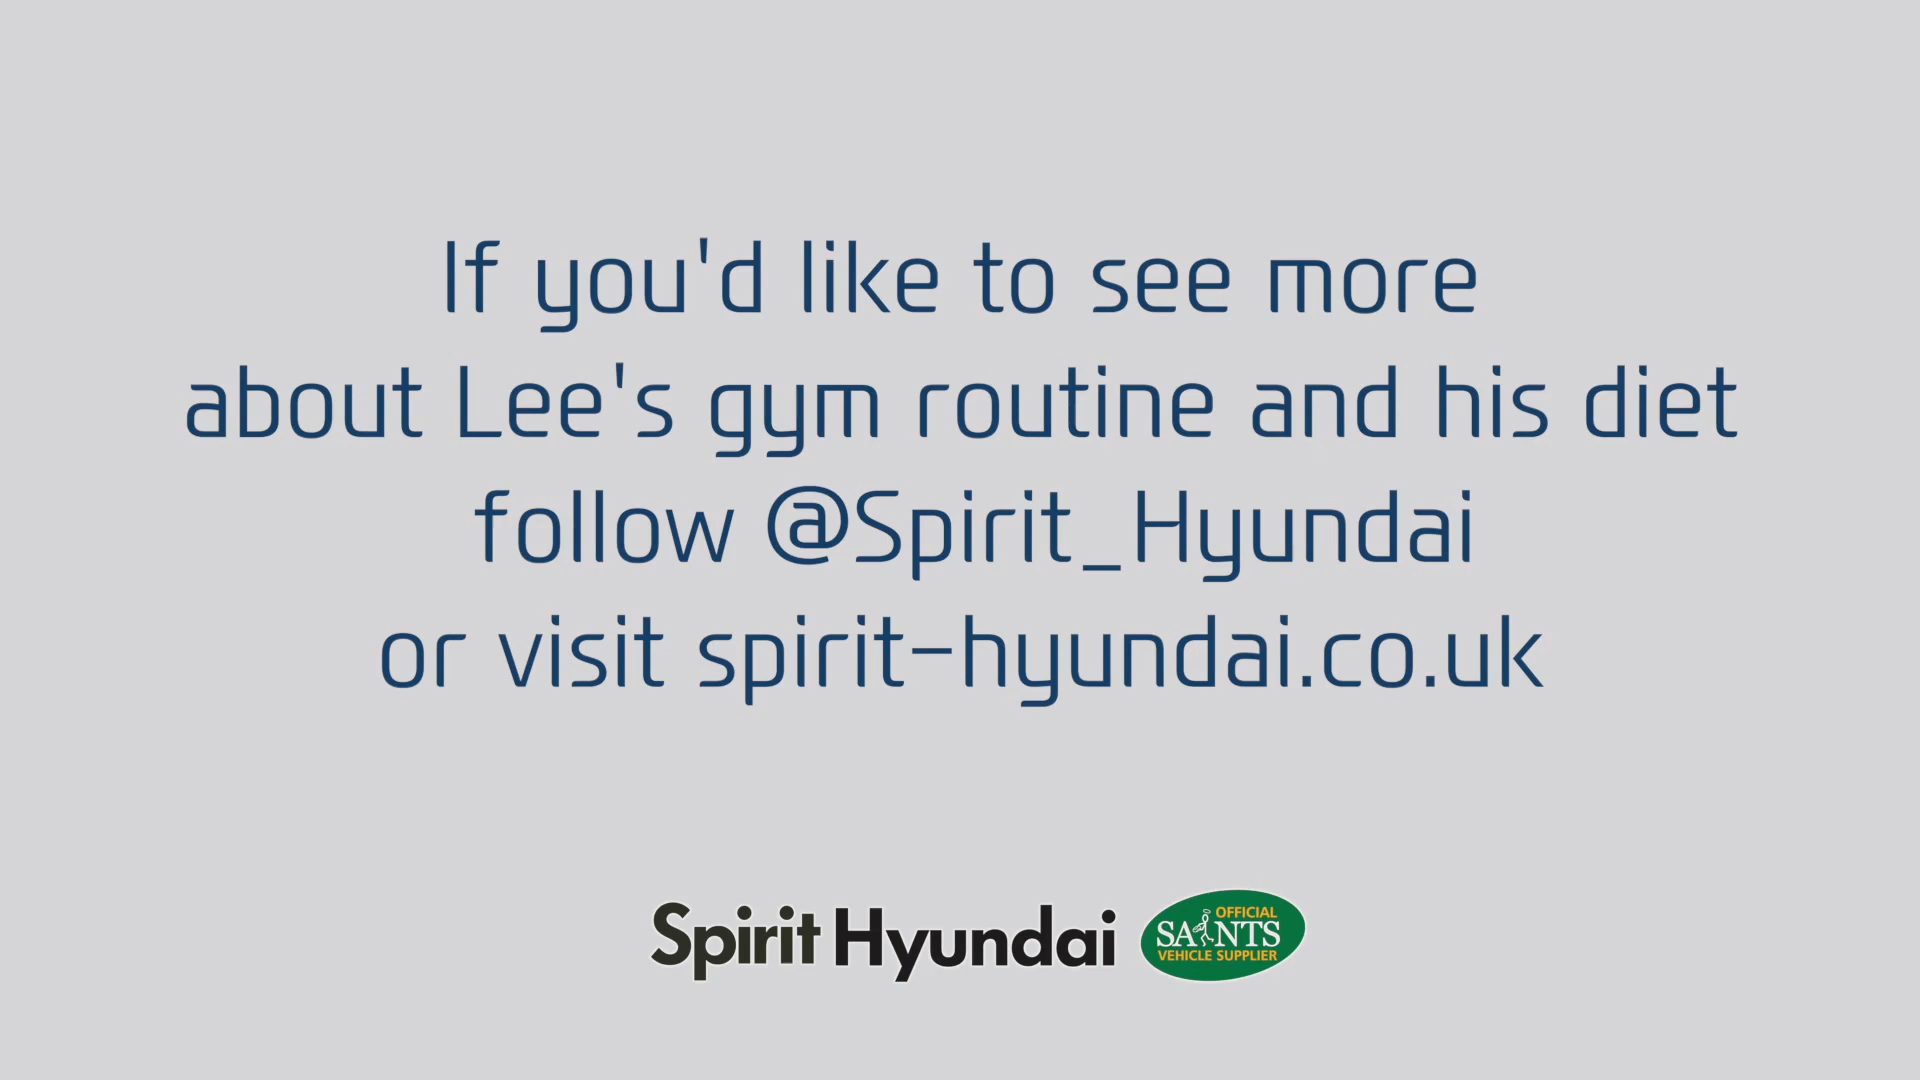 If you'd like to see more
about Lee's gym routine and his diet
follow @Spirit_Hyundai
or visit spirit-hyundai.co.uk
Spirit Hyundai
OFFICIAL
SAINTS
VEHICLE SUPPLIER